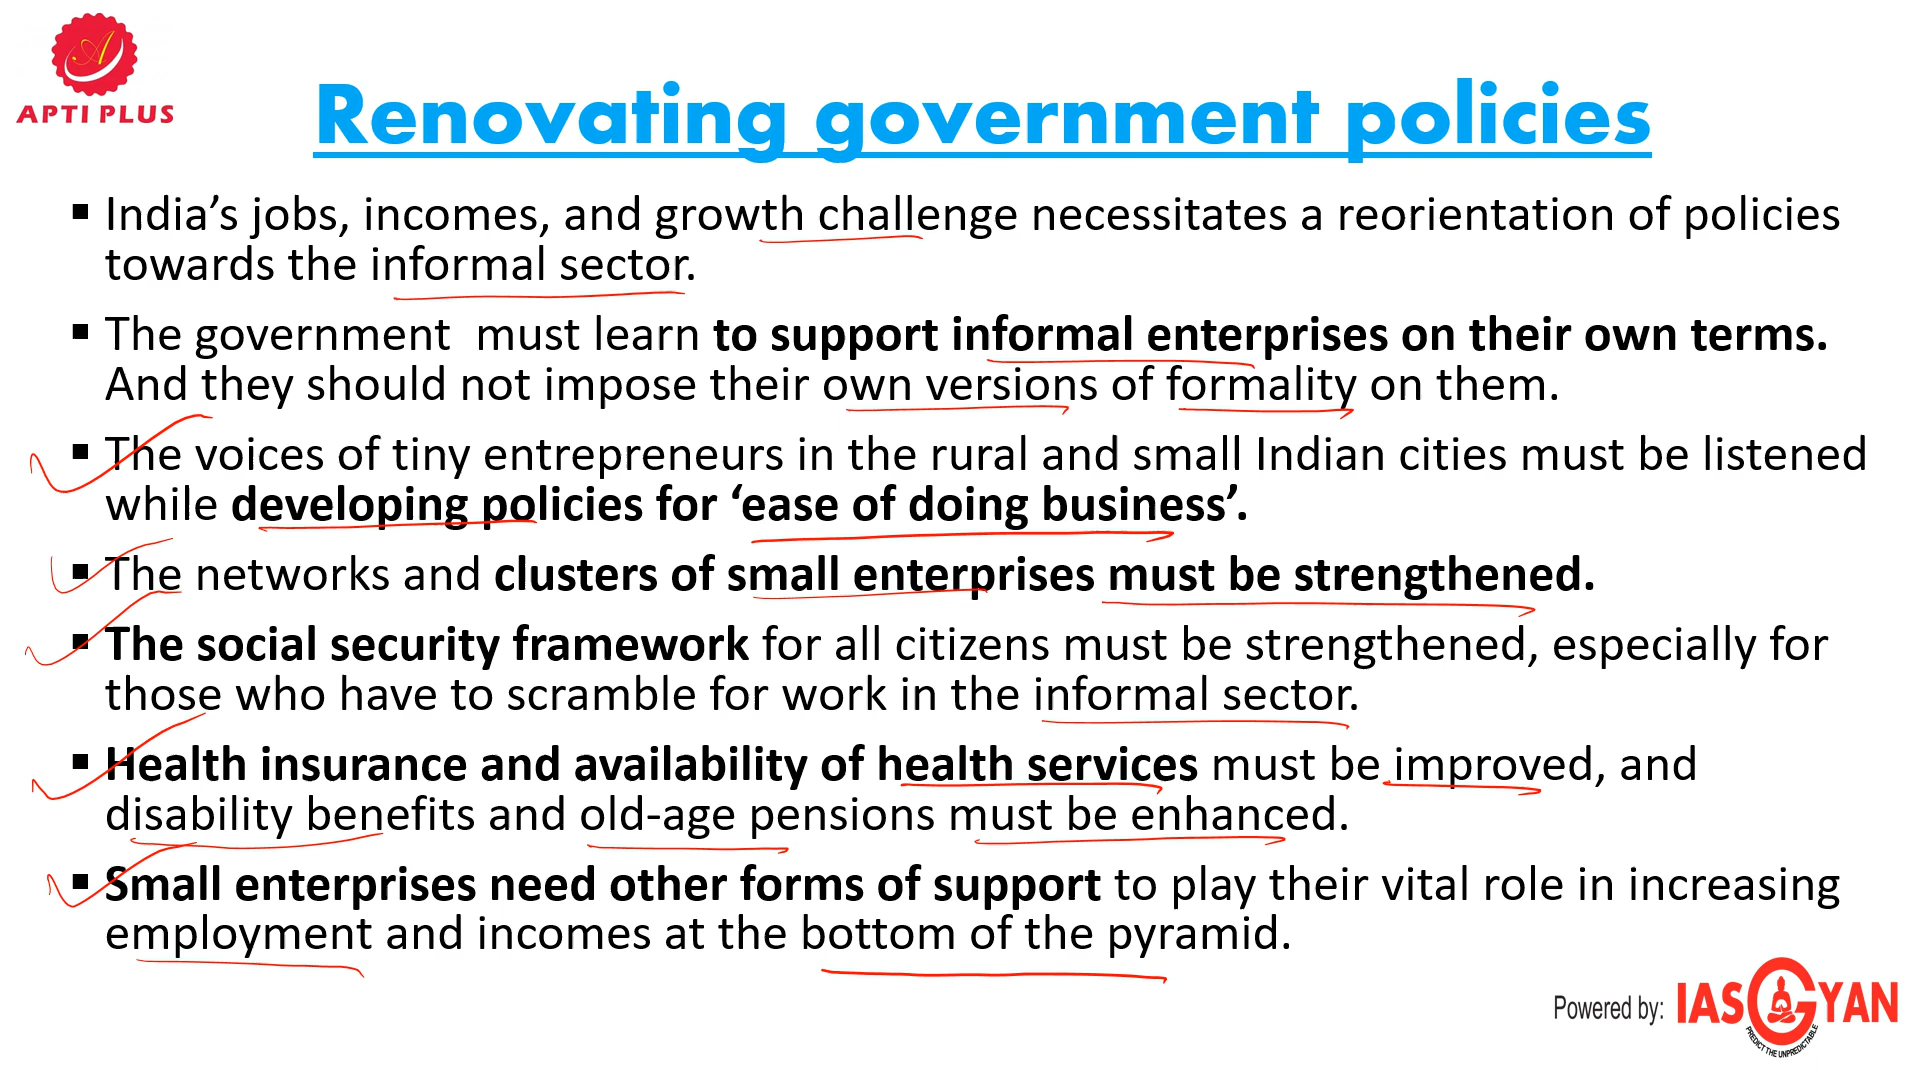 A
APTI PLUS
Renovating government policies
▪ India’s jobs, incomes, and growth challenge necessitates a reorientation of policies
towards the informal sector.
▪ The government  must learn to support informal enterprises on their own terms.
And they should not impose their own versions of formality on them.
▪ The voices of tiny entrepreneurs in the rural and small Indian cities must be listened
while developing policies for ‘ease of doing business’.
▪ The networks and clusters of small enterprises must be strengthened.
▪ The social security framework for all citizens must be strengthened, especially for
those who have to scramble for work in the informal sector.
▪ Health insurance and availability of health services must be improved, and
disability benefits and old-age pensions must be enhanced.
▪ Small enterprises need other forms of support to play their vital role in increasing
employment and incomes at the bottom of the pyramid.
Powered by: IAS GYAN
PREDICT THE UNPREDICTABLE